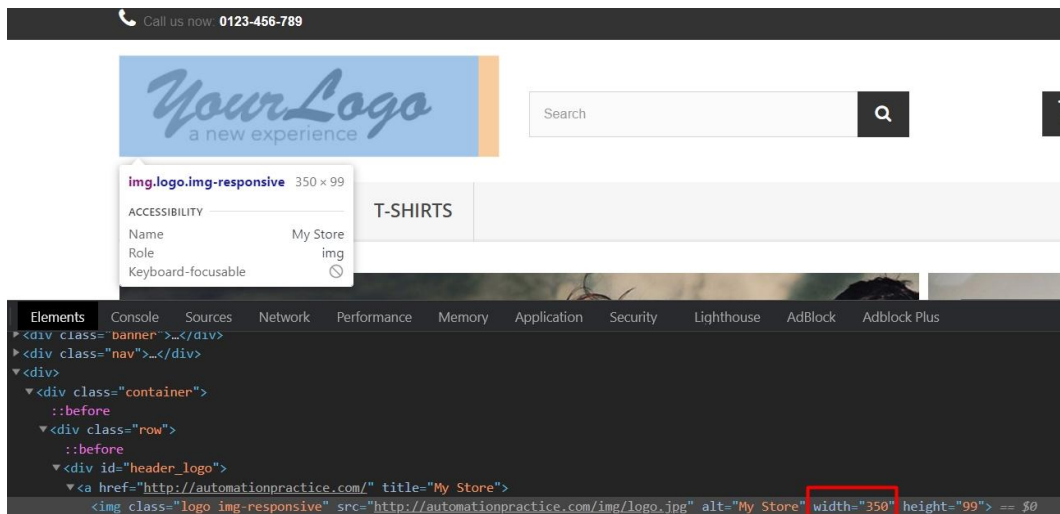 Call us now: 0123-456-789
YourLogo
a new experience
Search
img.logo.img-responsive 350 × 99
ACCESSIBILITY
Name My Store
Role img
Keyboard-focusable
T-SHIRTS
Elements Console Sources Network Performance Memory Application Security Lighthouse AdBlock Adblock Plus
▶<div class="banner">…</div>
▶<div class="nav">…</div>
▼<div>
▼<div class="container">
::before
▼<div class="row">
::before
▼<div id="header_logo">
▼<a href="http://automationpractice.com/" title="My Store">
<img class="logo img-responsive" src="http://automationpractice.com/img/logo.jpg" alt="My Store" width="350" height="99"> == $0